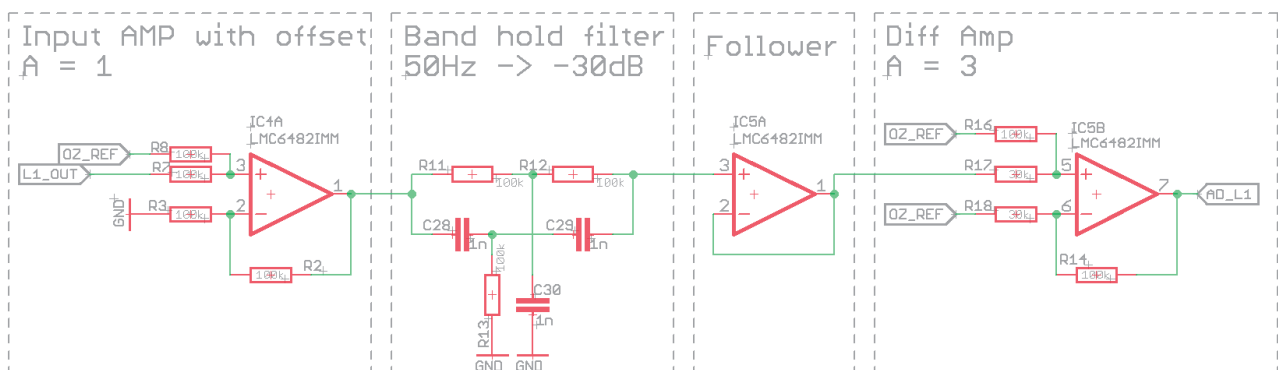 Input AMP with offset
A = 1
Band hold filter
50Hz -> -30dB
Follower
Diff Amp
A = 3
IC4A
LMC6482IMM
OZ_REF
R8
100k
L1_OUT
R7
100k
3
2
1
GND
R3
100k
R2
100k
R11
100k
R12
100k
C28
1n
C29
1n
100k
R13
C30
1n
GND
GND
IC5A
LMC6482IMM
3
2
1
IC5B
LMC6482IMM
OZ_REF
R16
100k
R17
30k
OZ_REF
R18
30k
5
6
7
AD_L1
R14
100k